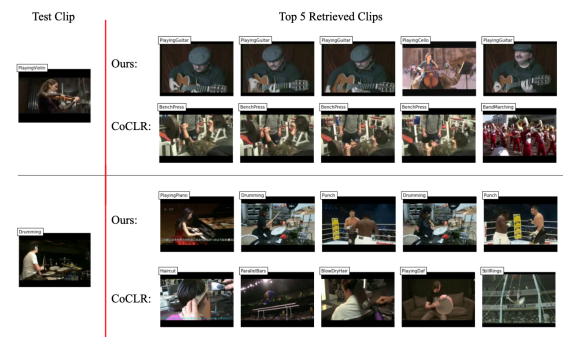 Test Clip
Top 5 Retrieved Clips
PlayingViolin
Ours:
PlayingGuitar
PlayingGuitar
PlayingGuitar
PlayingCello
PlayingGuitar
CoCLR:
BenchPress
BenchPress
BenchPress
BenchPress
BandMarching
Drumming
Ours:
PlayingPiano
Drumming
Punch
Drumming
Punch
CoCLR:
Haircut
ParallelBars
BlowDryHair
PlayingDaf
StillRings